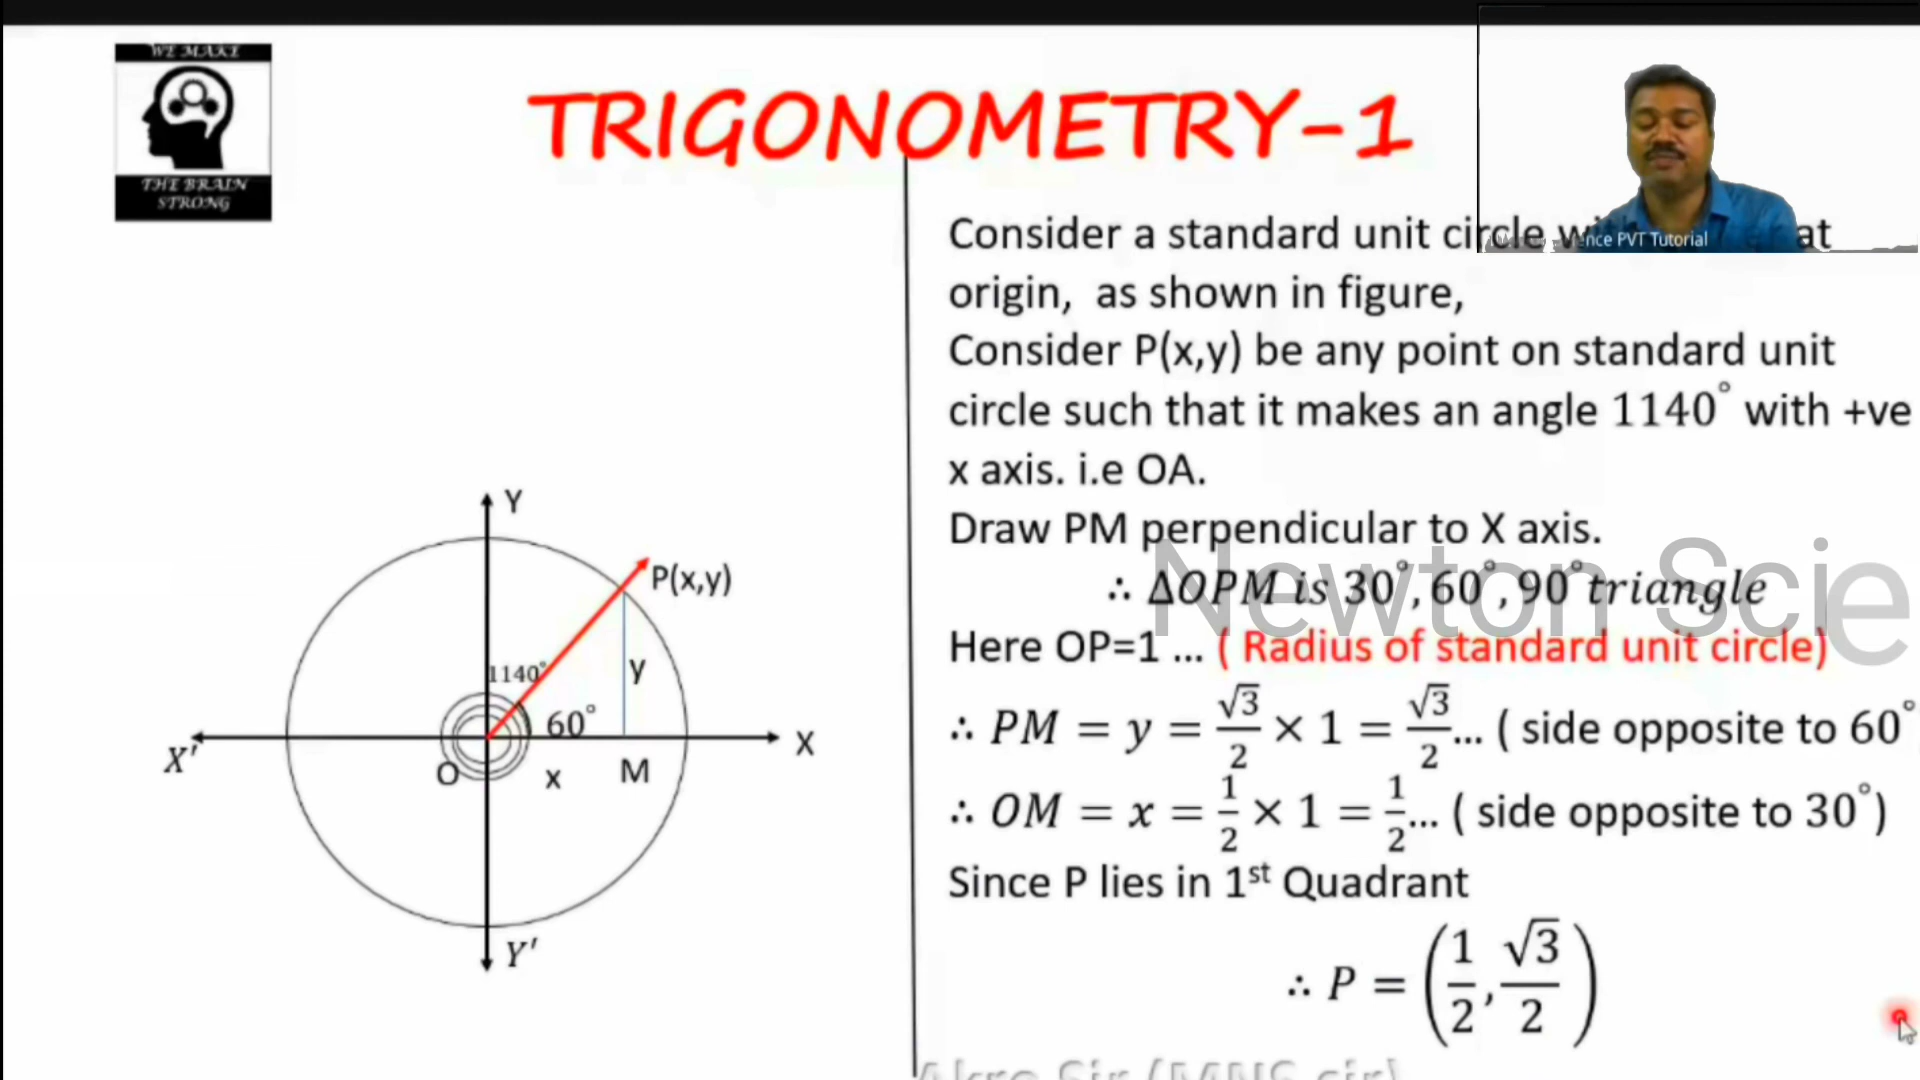 WE MAKE
THE BRAIN
STRONG
TRIGONOMETRY-1
nce PVT Tutorial
Consider a standard unit circle at
origin, as shown in figure,
Consider P(x,y) be any point on standard unit
circle such that it makes an angle 1140° with +ve
x axis. i.e OA.
Draw PM perpendicular to X axis.
∴ ΔOPM is 30°, 60°, 90° triangle
Newton Scie
Here OP=1 ... ( Radius of standard unit circle)
∴ PM = y = √3/2 × 1 = √3/2 ... ( side opposite to 60°
∴ OM = x = 1/2 × 1 = 1/2 ... ( side opposite to 30°)
Since P lies in 1st Quadrant
∴ P = (1/2, √3/2)
Y
P(x,y)
1140°
y
60°
X'
X
O
x
M
Y'